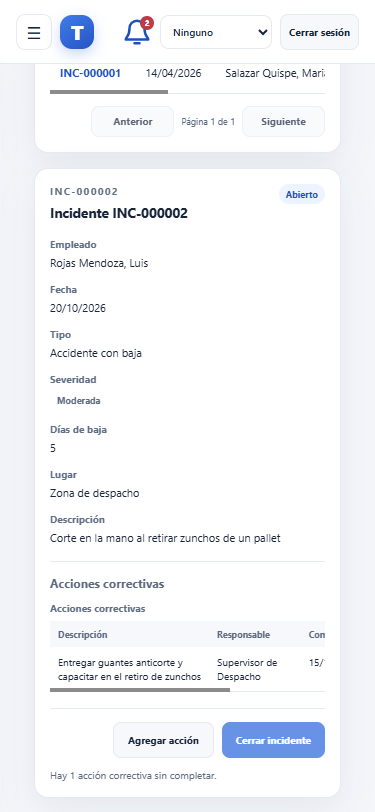 ☰
T
2
Ninguno
Cerrar sesión
INC-000001 14/04/2026 Salazar Quispe,
Anterior Página 1 de 1 Siguiente
INC-000002
Abierto
Incidente INC-000002
Empleado
Rojas Mendoza, Luis
Fecha
20/10/2026
Tipo
Accidente con baja
Severidad
Moderada
Días de baja
5
Lugar
Zona de despacho
Descripción
Corte en la mano al retirar zunchos de un pallet
Acciones correctivas
Acciones correctivas
Descripción Responsable
Entregar guantes anticorte y
capacitar en el retiro de zunchos
Supervisor de
Despacho
15/
Agregar acción
Cerrar incidente
Hay 1 acción correctiva sin completar.